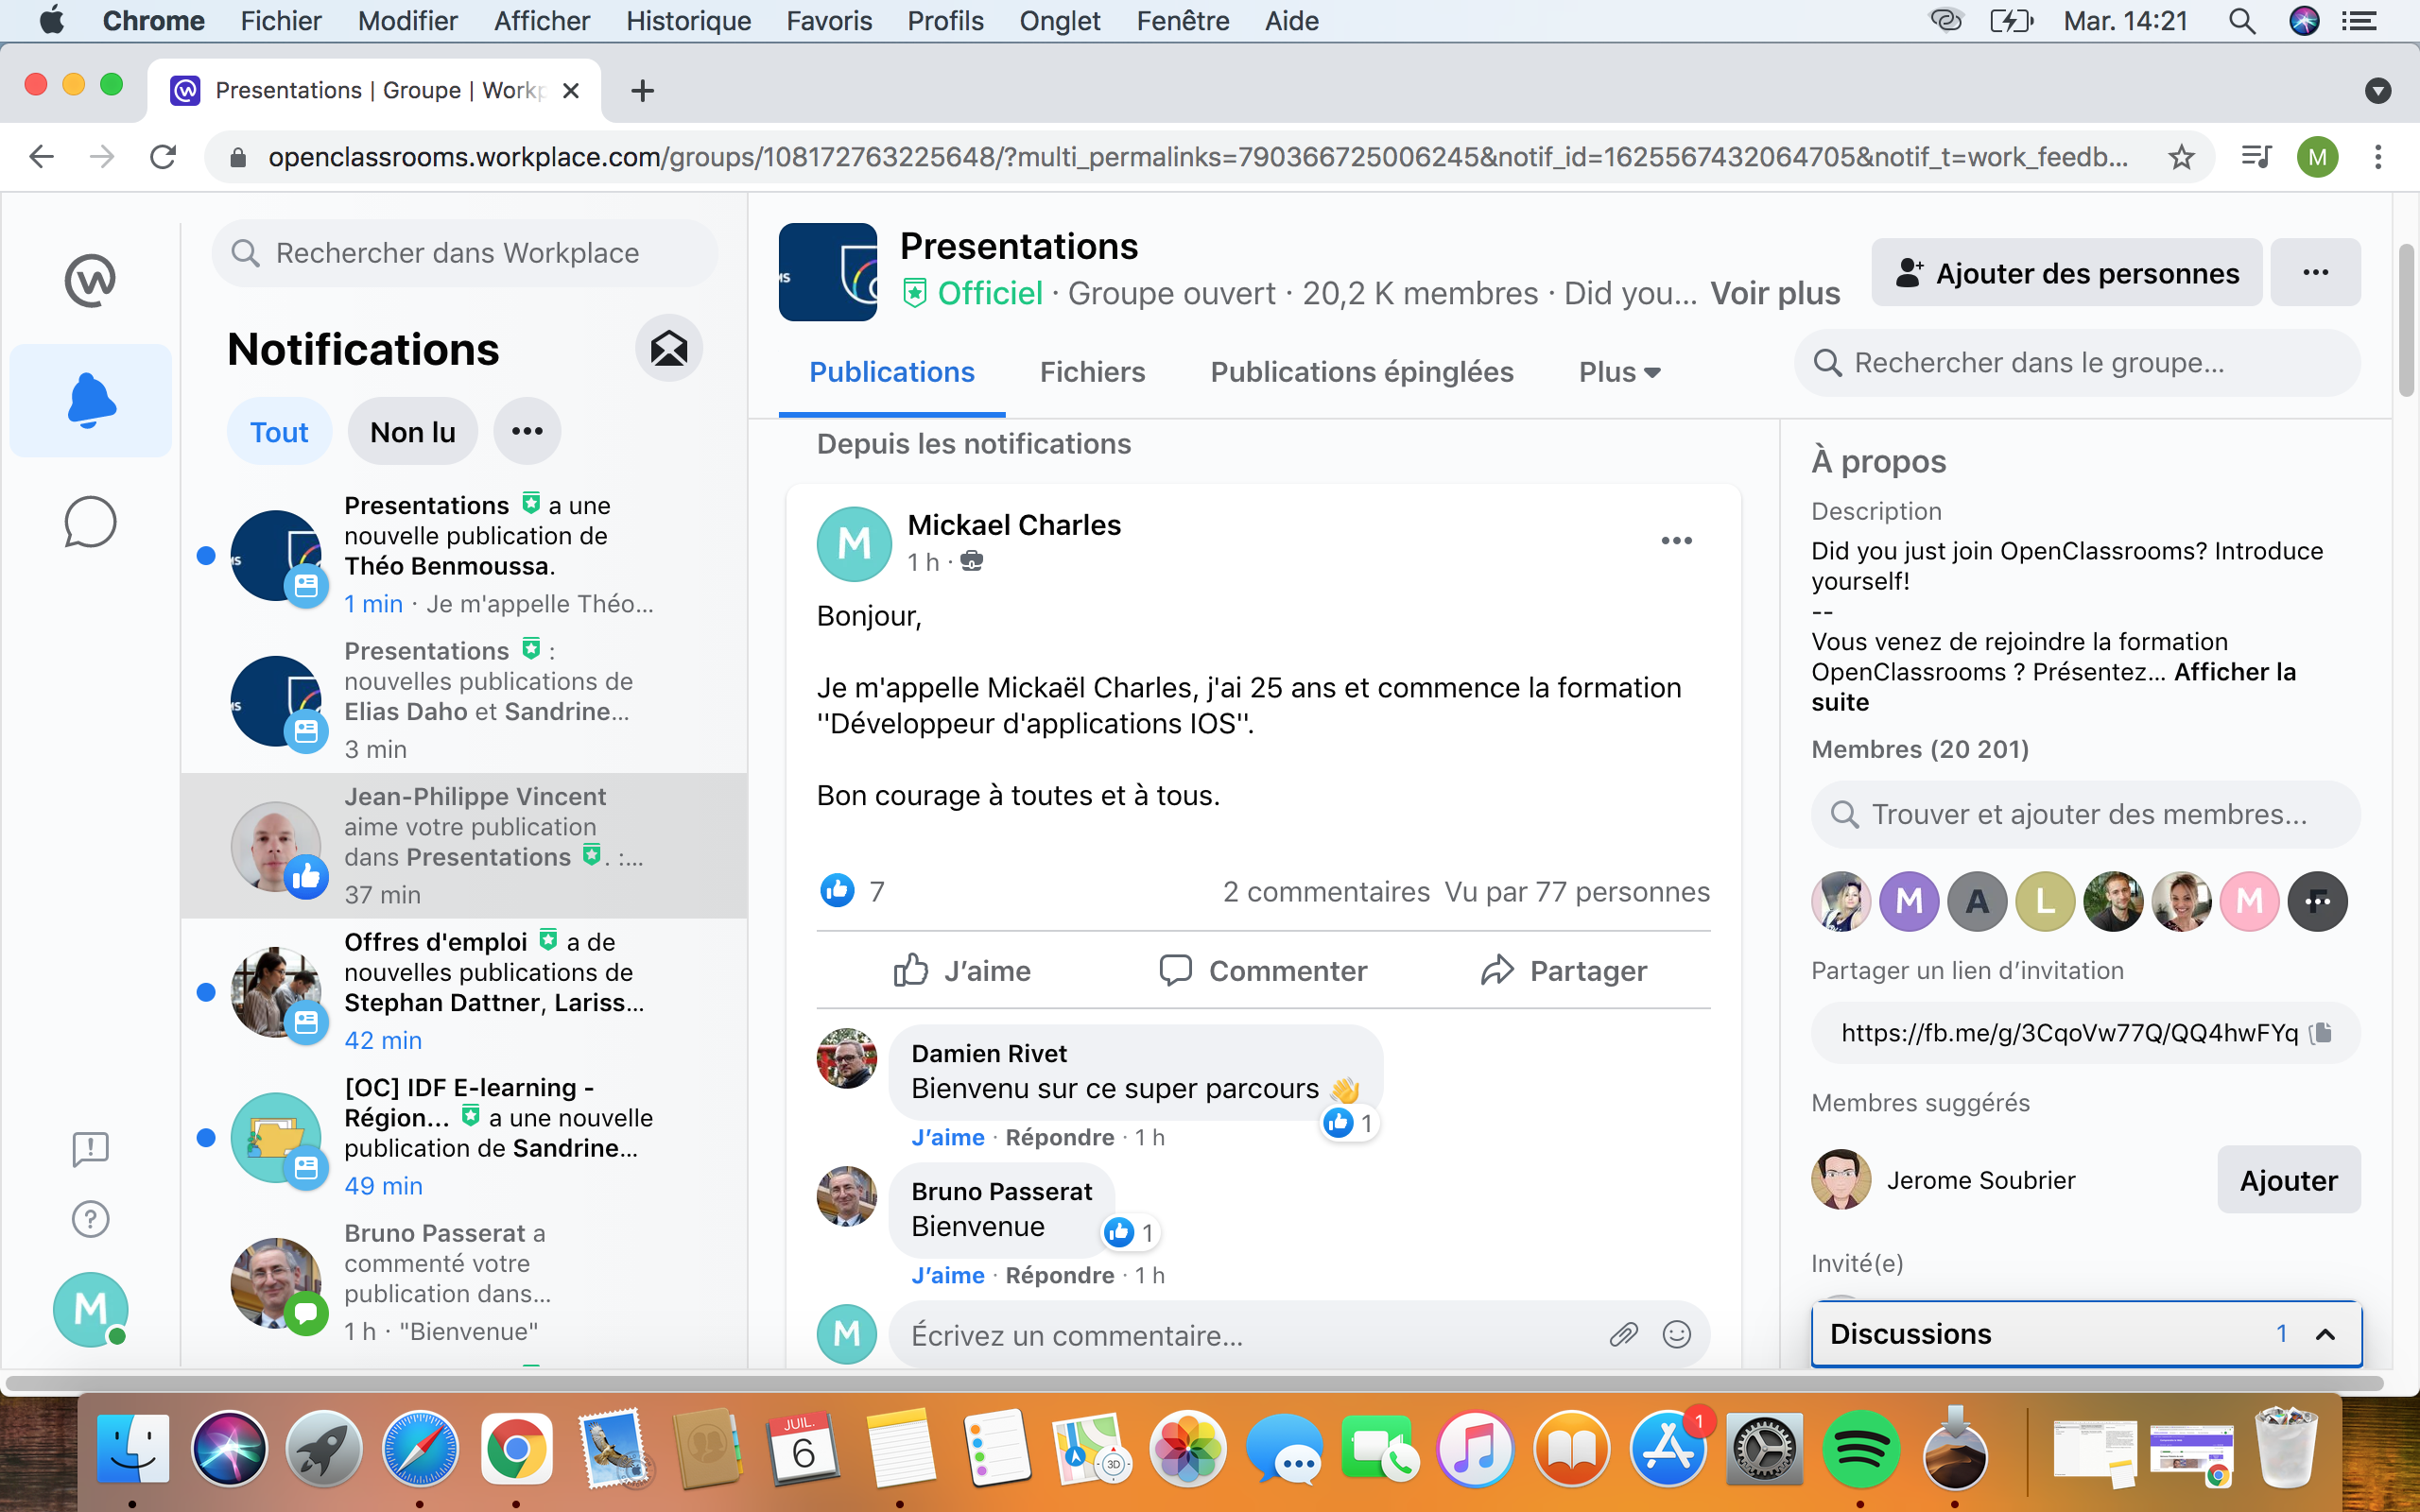 Chrome Fichier Modifier Afficher Historique Favoris Profils Onglet Fenêtre Aide Mar. 14:21
Presentations | Groupe | Workp
openclassrooms.workplace.com/groups/108172763225648/?multi_permalinks=790366725006245&notif_id=1625567432064705&notif_t=work_feedb... M
Rechercher dans Workplace
Notifications
Tout Non lu
Presentations a une
nouvelle publication de
Théo Benmoussa.
1 min · Je m'appelle Théo...
Presentations :
nouvelles publications de
Elias Daho et Sandrine...
3 min
Jean-Philippe Vincent
aime votre publication
dans Presentations . :...
37 min
Offres d'emploi a de
nouvelles publications de
Stephan Dattner, Lariss...
42 min
[OC] IDF E-learning -
Région... a une nouvelle
publication de Sandrine...
49 min
Bruno Passerat a
commenté votre
publication dans...
1 h · "Bienvenue"
M
Presentations
Officiel · Groupe ouvert · 20,2 K membres · Did you... Voir plus
Ajouter des personnes
Publications Fichiers Publications épinglées Plus
Rechercher dans le groupe...
Depuis les notifications
M
Mickael Charles
1 h ·
Bonjour,
Je m'appelle Mickaël Charles, j'ai 25 ans et commence la formation
''Développeur d'applications IOS''.
Bon courage à toutes et à tous.
7 2 commentaires Vu par 77 personnes
J’aime Commenter Partager
Damien Rivet
Bienvenu sur ce super parcours 👋
1
J’aime · Répondre · 1 h
Bruno Passerat
Bienvenue
1
J’aime · Répondre · 1 h
M
Écrivez un commentaire...
À propos
Description
Did you just join OpenClassrooms? Introduce
yourself!
--
Vous venez de rejoindre la formation
OpenClassrooms ? Présentez... Afficher la
suite
Membres (20 201)
Trouver et ajouter des membres...
M A L M F
Partager un lien d’invitation
https://fb.me/g/3CqoVw77Q/QQ4hwFYq
Membres suggérés
Jerome Soubrier Ajouter
Invité(e)
Discussions 1
JUIL.
6
3D
1